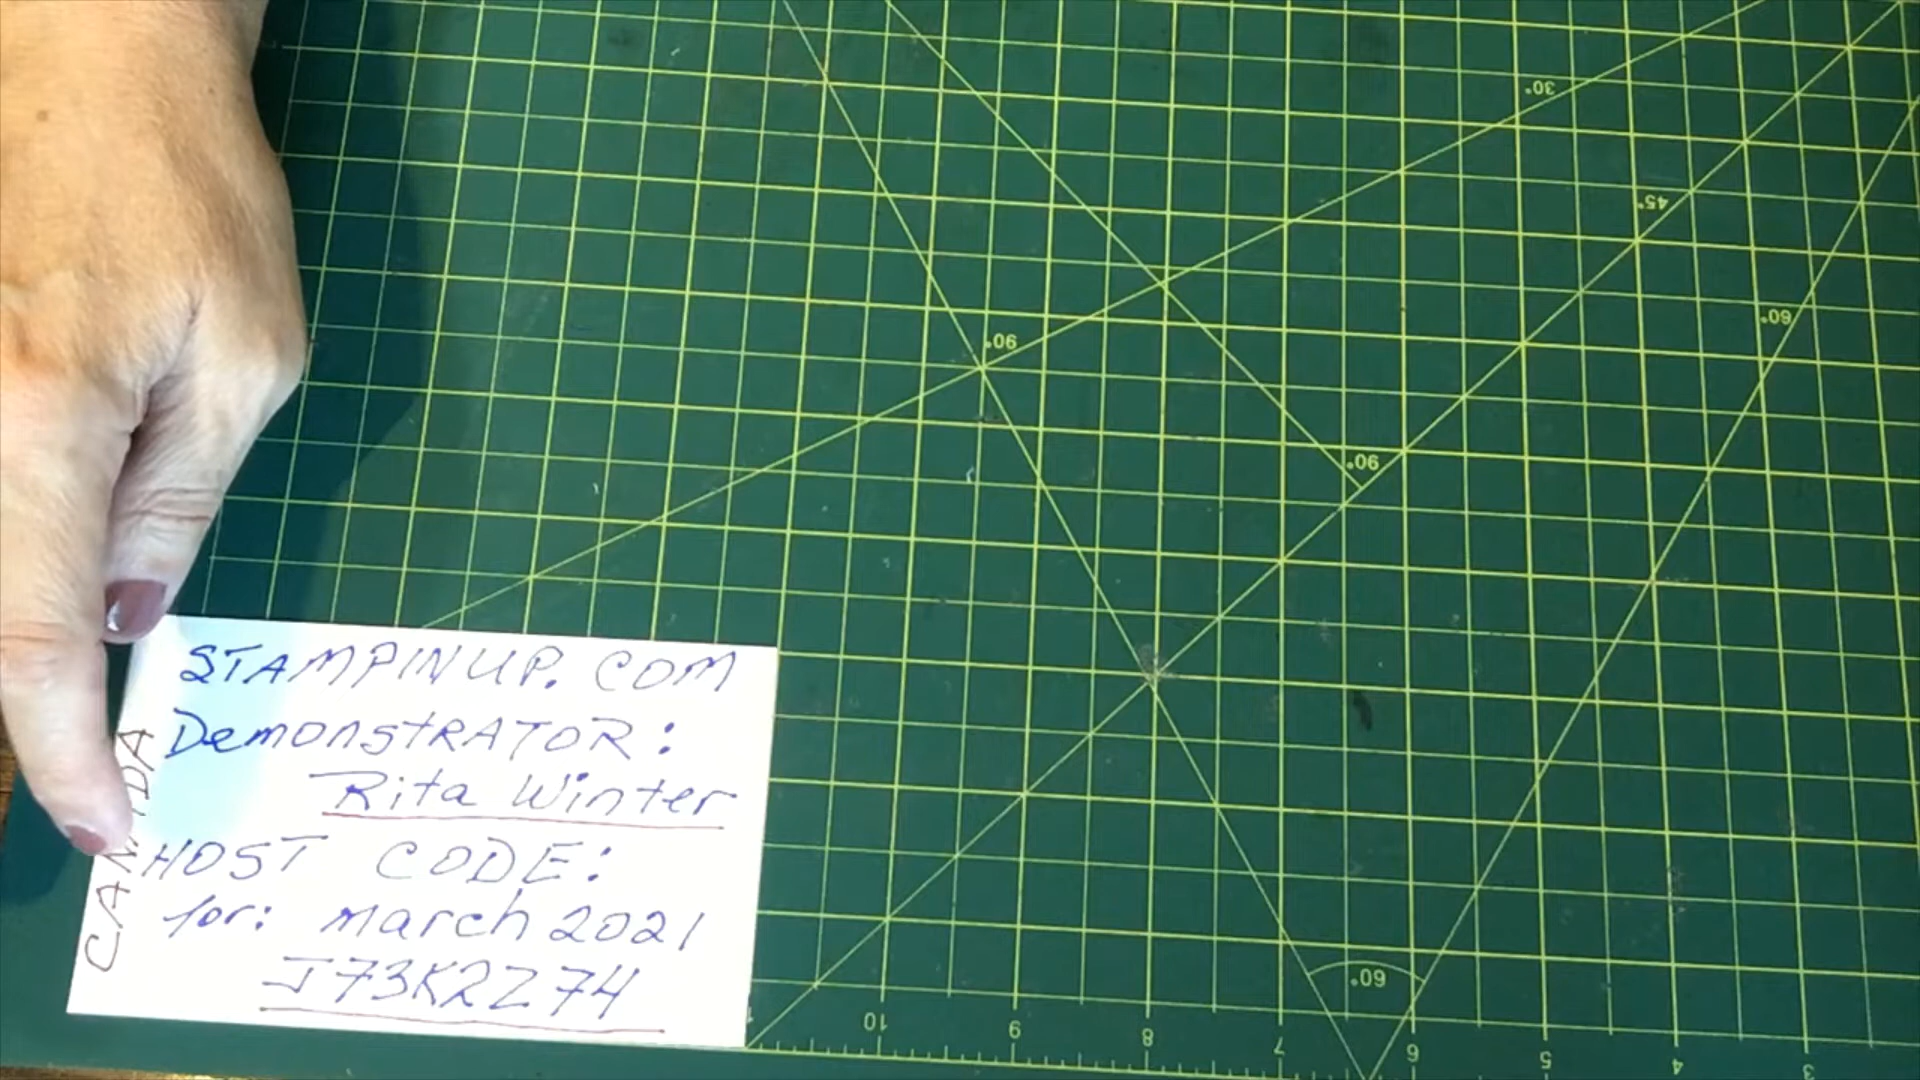 STAMPINUP.COM
DEMONSTRATOR:
Rita Winter
HOST CODE:
for: march 2021
J73K2Z74
CANADA
30°
45°
60°
90°
90°
60°
10 9 8 7 6 5 4 3